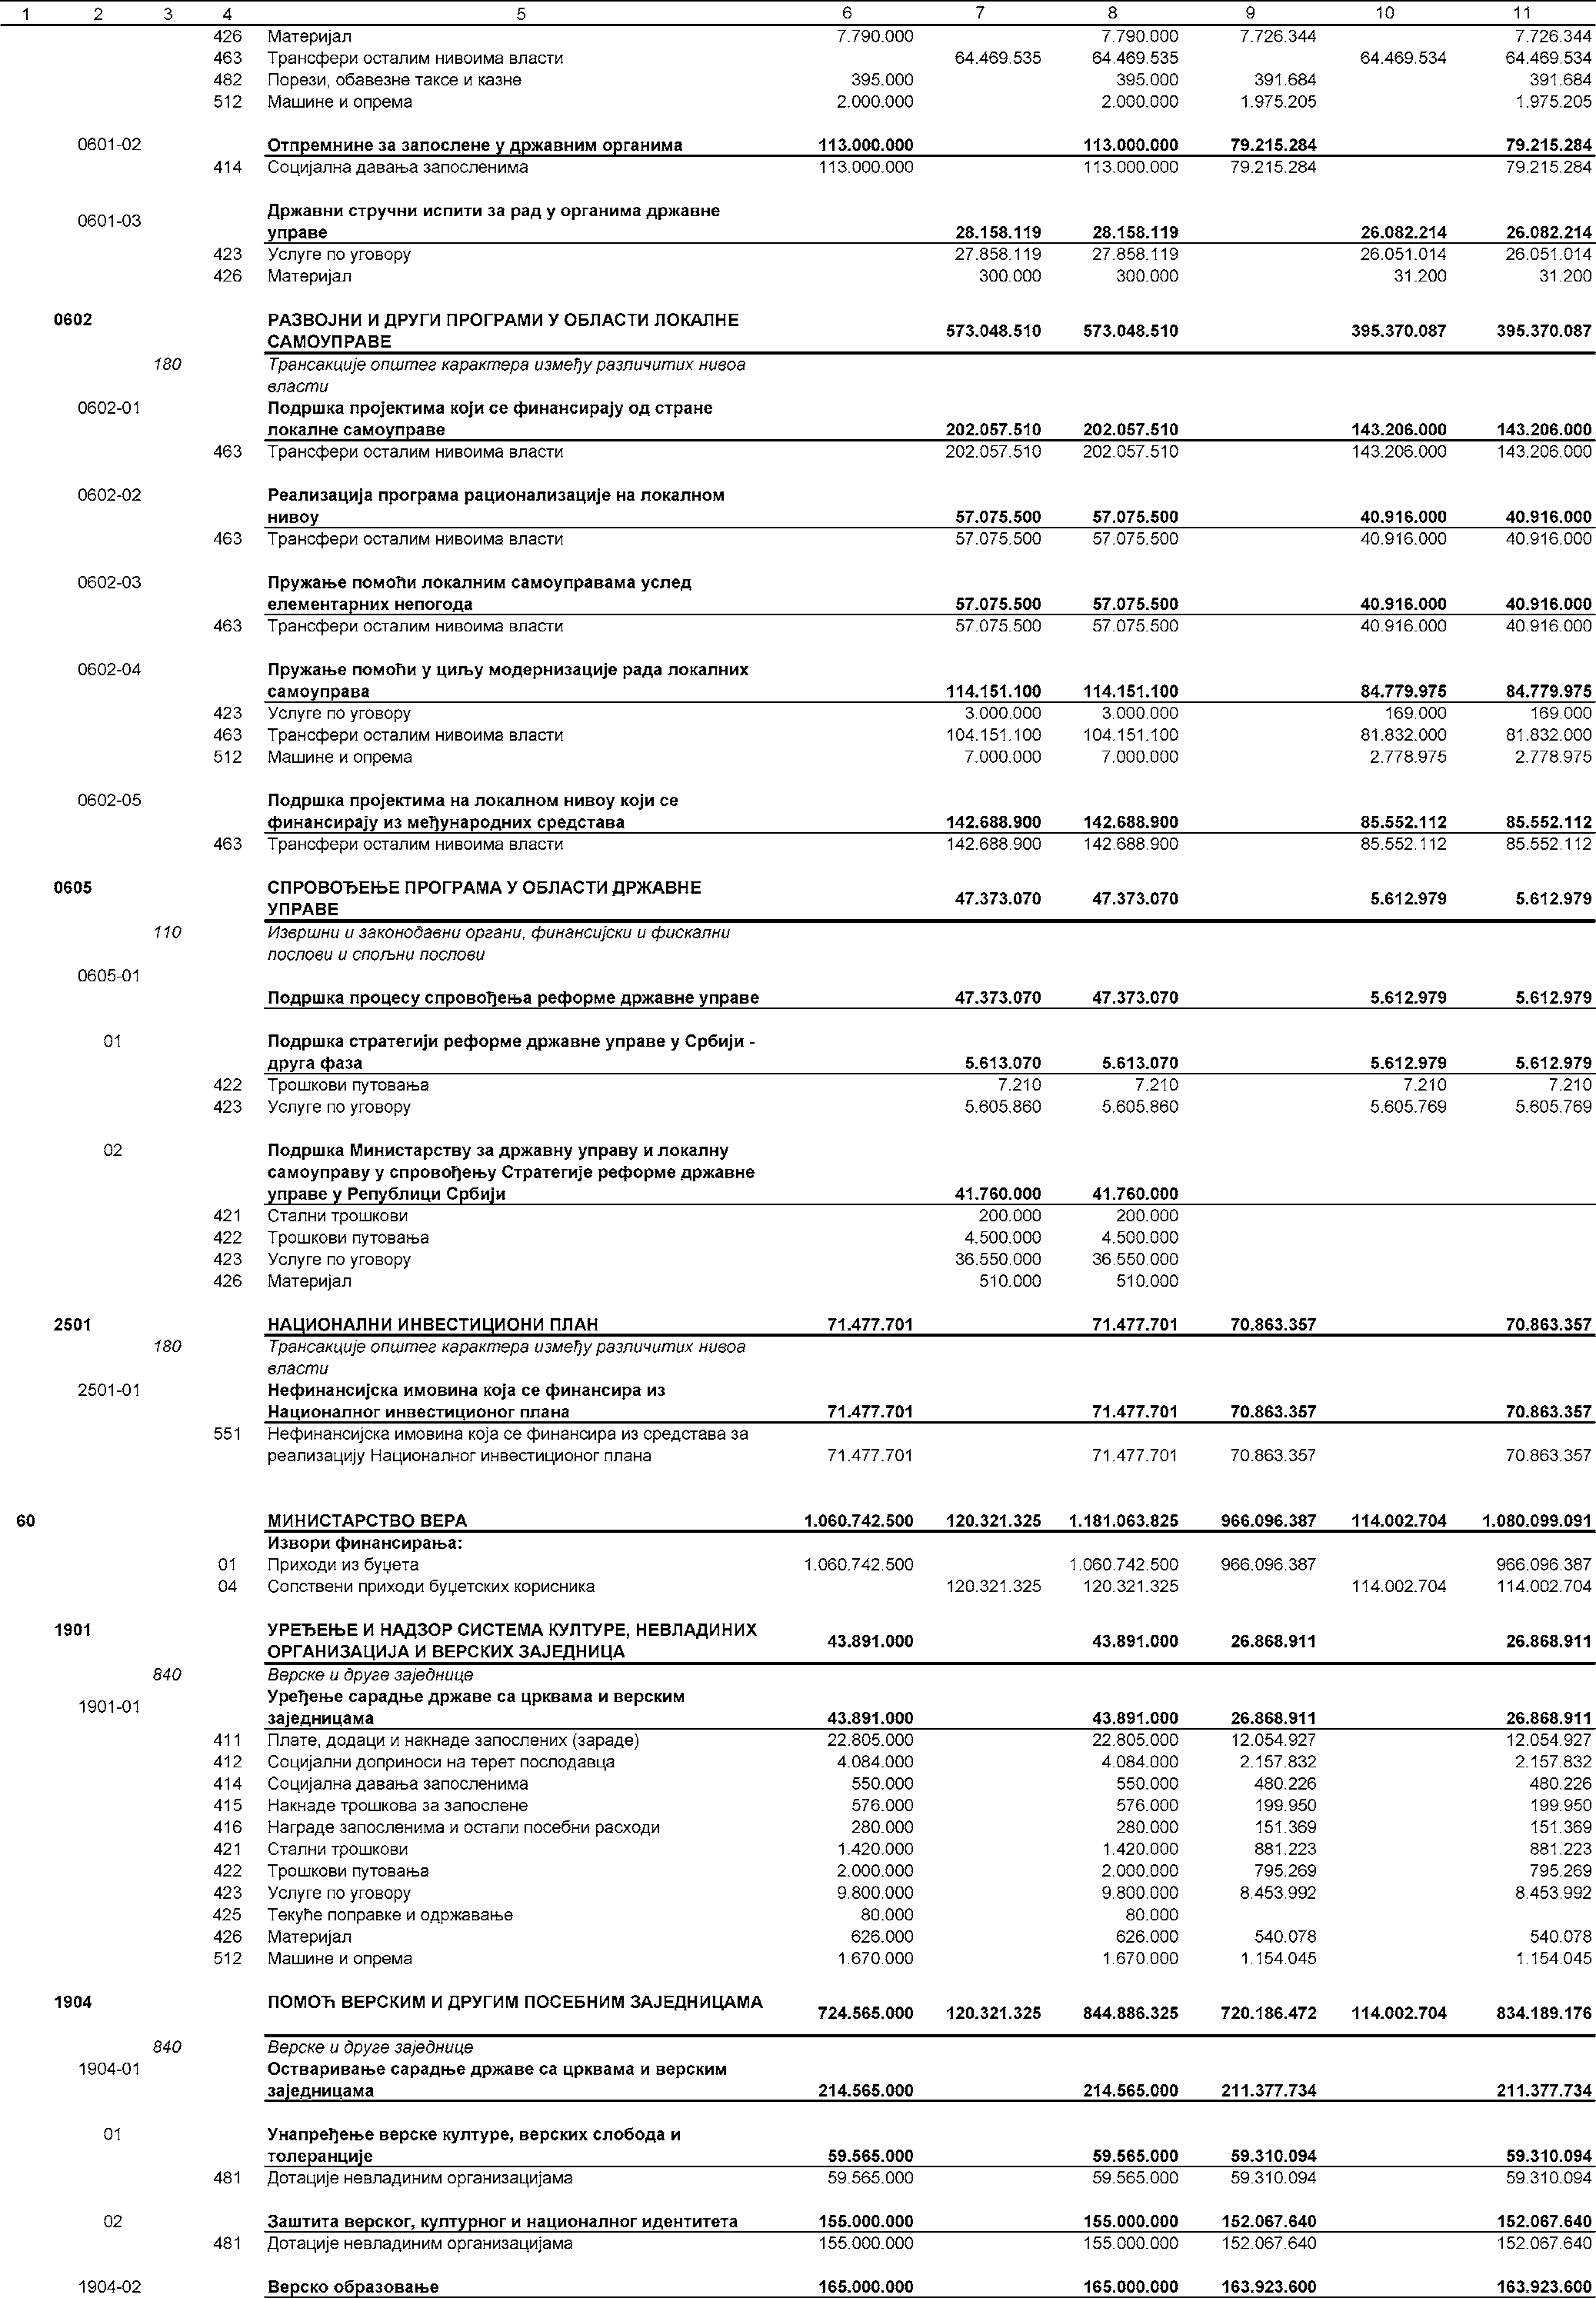 1 2 3 4 5 6 7 8 9 10 11
426 Материјал 7.790.000 7.790.000 7.726.344 7.726.344
463 Трансфери осталим нивоима власти 64.469.535 64.469.535 64.469.534 64.469.534
482 Порези, обавезне таксе и казне 395.000 395.000 391.684 391.684
512 Машине и опрема 2.000.000 2.000.000 1.975.205 1.975.205
0601-02 Отпремнине за запослене у државним органима 113.000.000 113.000.000 79.215.284 79.215.284
414 Социјална давања запосленима 113.000.000 113.000.000 79.215.284 79.215.284
0601-03 Државни стручни испити за рад у органима државне
управе 28.158.119 28.158.119 26.082.214 26.082.214
423 Услуге по уговору 27.858.119 27.858.119 26.051.014 26.051.014
426 Материјал 300.000 300.000 31.200 31.200
0602 РАЗВОЈНИ И ДРУГИ ПРОГРАМИ У ОБЛАСТИ ЛОКАЛНЕ
САМОУПРАВЕ 573.048.510 573.048.510 395.370.087 395.370.087
180 Трансакције општег карактера између различитих нивоа
власти
0602-01 Подршка пројектима који се финансирају од стране
локалне самоуправе 202.057.510 202.057.510 143.206.000 143.206.000
463 Трансфери осталим нивоима власти 202.057.510 202.057.510 143.206.000 143.206.000
0602-02 Реализација програма рационализације на локалном
нивоу 57.075.500 57.075.500 40.916.000 40.916.000
463 Трансфери осталим нивоима власти 57.075.500 57.075.500 40.916.000 40.916.000
0602-03 Пружање помоћи локалним самоуправама услед
елементарних непогода 57.075.500 57.075.500 40.916.000 40.916.000
463 Трансфери осталим нивоима власти 57.075.500 57.075.500 40.916.000 40.916.000
0602-04 Пружање помоћи у циљу модернизације рада локалних
самоуправа 114.151.100 114.151.100 84.779.975 84.779.975
423 Услуге по уговору 3.000.000 3.000.000 169.000 169.000
463 Трансфери осталим нивоима власти 104.151.100 104.151.100 81.832.000 81.832.000
512 Машине и опрема 7.000.000 7.000.000 2.778.975 2.778.975
0602-05 Подршка пројектима на локалном нивоу који се
финансирају из међународних средстава 142.688.900 142.688.900 85.552.112 85.552.112
463 Трансфери осталим нивоима власти 142.688.900 142.688.900 85.552.112 85.552.112
0605 СПРОВОЂЕЊЕ ПРОГРАМА У ОБЛАСТИ ДРЖАВНЕ
УПРАВЕ 47.373.070 47.373.070 5.612.979 5.612.979
110 Извршни и законодавни органи, финансијски и фискални
послови и спољни послови
0605-01
Подршка процесу спровођења реформе државне управе 47.373.070 47.373.070 5.612.979 5.612.979
01 Подршка стратегији реформе државне управе у Србији -
друга фаза 5.613.070 5.613.070 5.612.979 5.612.979
422 Трошкови путовања 7.210 7.210 7.210 7.210
423 Услуге по уговору 5.605.860 5.605.860 5.605.769 5.605.769
02 Подршка Министарству за државну управу и локалну
самоуправу у спровођењу Стратегије реформе државне
управе у Републици Србији 41.760.000 41.760.000
421 Стални трошкови 200.000 200.000
422 Трошкови путовања 4.500.000 4.500.000
423 Услуге по уговору 36.550.000 36.550.000
426 Материјал 510.000 510.000
2501 НАЦИОНАЛНИ ИНВЕСТИЦИОНИ ПЛАН 71.477.701 71.477.701 70.863.357 70.863.357
180 Трансакције општег карактера између различитих нивоа
власти
2501-01 Нефинансијска имовина која се финансира из
Националног инвестиционог плана 71.477.701 71.477.701 70.863.357 70.863.357
551 Нефинансијска имовина која се финансира из средстава за
реализацију Националног инвестиционог плана 71.477.701 71.477.701 70.863.357 70.863.357
60 МИНИСТАРСТВО ВЕРА 1.060.742.500 120.321.325 1.181.063.825 966.096.387 114.002.704 1.080.099.091
Извори финансирања:
01 Приходи из буџета 1.060.742.500 1.060.742.500 966.096.387 966.096.387
04 Сопствени приходи буџетских корисника 120.321.325 120.321.325 114.002.704 114.002.704
1901 УРЕЂЕЊЕ И НАДЗОР СИСТЕМА КУЛТУРЕ, НЕВЛАДИНИХ
ОРГАНИЗАЦИЈА И ВЕРСКИХ ЗАЈЕДНИЦА 43.891.000 43.891.000 26.868.911 26.868.911
840 Верске и друге заједнице
1901-01 Уређење сарадње државе са црквама и верским
заједницама 43.891.000 43.891.000 26.868.911 26.868.911
411 Плате, додаци и накнаде запослених (зараде) 22.805.000 22.805.000 12.054.927 12.054.927
412 Социјални доприноси на терет послодавца 4.084.000 4.084.000 2.157.832 2.157.832
414 Социјална давања запосленима 550.000 550.000 480.226 480.226
415 Накнаде трошкова за запослене 576.000 576.000 199.950 199.950
416 Награде запосленима и остали посебни расходи 280.000 280.000 151.369 151.369
421 Стални трошкови 1.420.000 1.420.000 881.223 881.223
422 Трошкови путовања 2.000.000 2.000.000 795.269 795.269
423 Услуге по уговору 9.800.000 9.800.000 8.453.992 8.453.992
425 Текуће поправке и одржавање 80.000 80.000
426 Материјал 626.000 626.000 540.078 540.078
512 Машине и опрема 1.670.000 1.670.000 1.154.045 1.154.045
1904 ПОМОЋ ВЕРСКИМ И ДРУГИМ ПОСЕБНИМ ЗАЈЕДНИЦАМА 724.565.000 120.321.325 844.886.325 720.186.472 114.002.704 834.189.176
840 Верске и друге заједнице
1904-01 Остваривање сарадње државе са црквама и верским
заједницама 214.565.000 214.565.000 211.377.734 211.377.734
01 Унапређење верске културе, верских слобода и
толеранције 59.565.000 59.565.000 59.310.094 59.310.094
481 Дотације невладиним организацијама 59.565.000 59.565.000 59.310.094 59.310.094
02 Заштита верског, културног и националног идентитета 155.000.000 155.000.000 152.067.640 152.067.640
481 Дотације невладиним организацијама 155.000.000 155.000.000 152.067.640 152.067.640
1904-02 Верско образовање 165.000.000 165.000.000 163.923.600 163.923.600